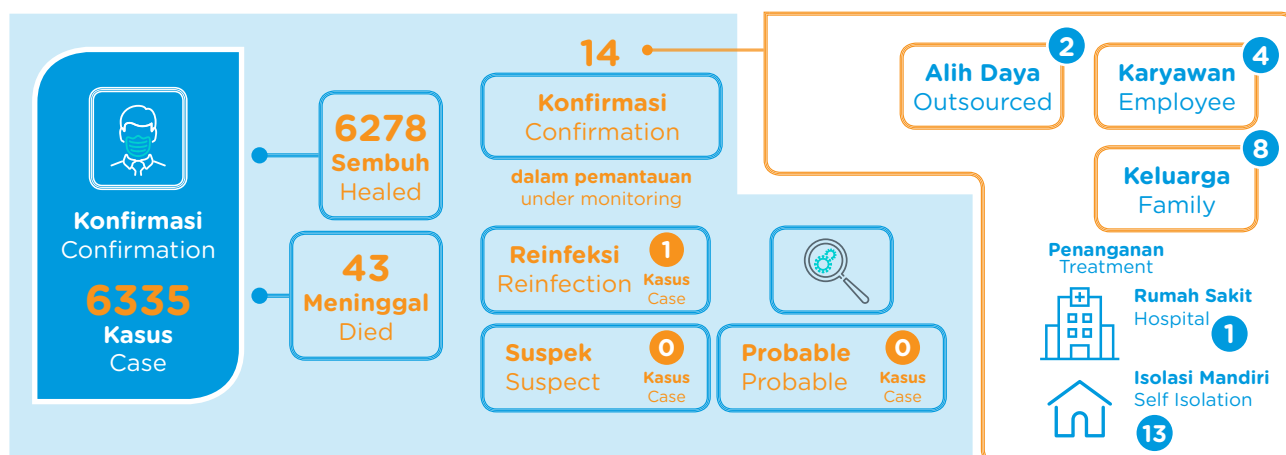 Konfirmasi
Confirmation
6335
Kasus
Case
6278
Sembuh
Healed
43
Meninggal
Died
14
Konfirmasi
Confirmation
dalam pemantauan
under monitoring
Reinfeksi
Reinfection
1
Kasus
Case
Suspek
Suspect
0
Kasus
Case
Probable
Probable
0
Kasus
Case
Alih Daya
Outsourced
2
Karyawan
Employee
4
Keluarga
Family
8
Penanganan
Treatment
Rumah Sakit
Hospital
1
Isolasi Mandiri
Self Isolation
13